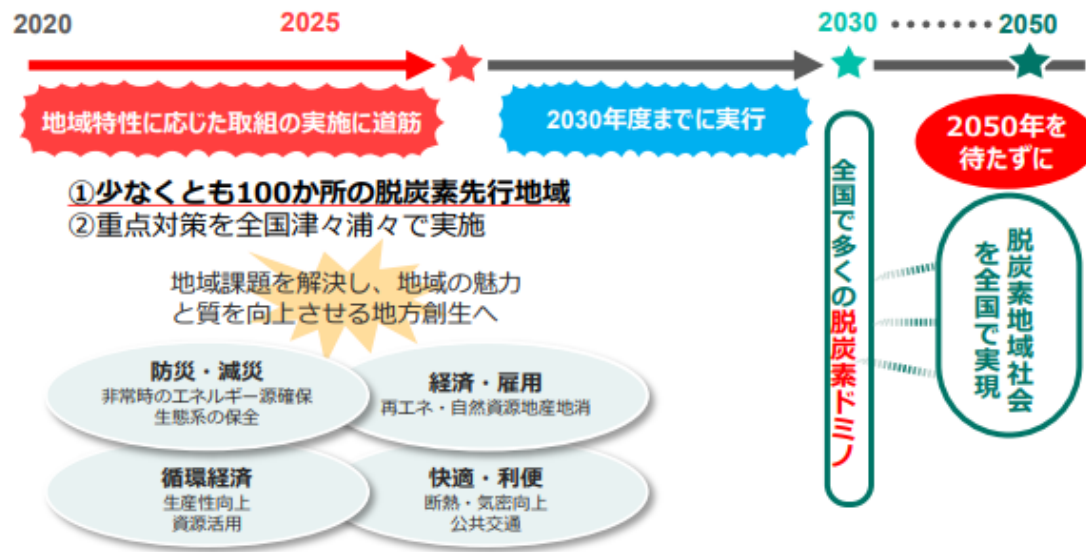 2020
2025
2030
2050
地域特性に応じた取組の実施に道筋
2030年度までに実行
2050年を
待たずに
①少なくとも100か所の脱炭素先行地域
②重点対策を全国津々浦々で実施
地域課題を解決し、地域の魅力
と質を向上させる地方創生へ
防災・減災
非常時のエネルギー源確保
生態系の保全
経済・雇用
再エネ・自然資源地産地消
循環経済
生産性向上
資源活用
快適・利便
断熱・気密向上
公共交通
全国で多くの脱炭素ドミノ
脱炭素地域社会
を全国で実現